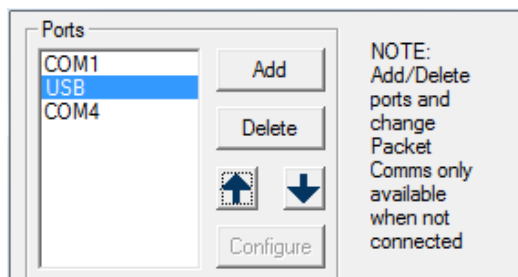 Ports
COM1
USB
COM4
Add
Delete
Configure
NOTE:
Add/Delete
ports and
change
Packet
Comms only
available
when not
connected